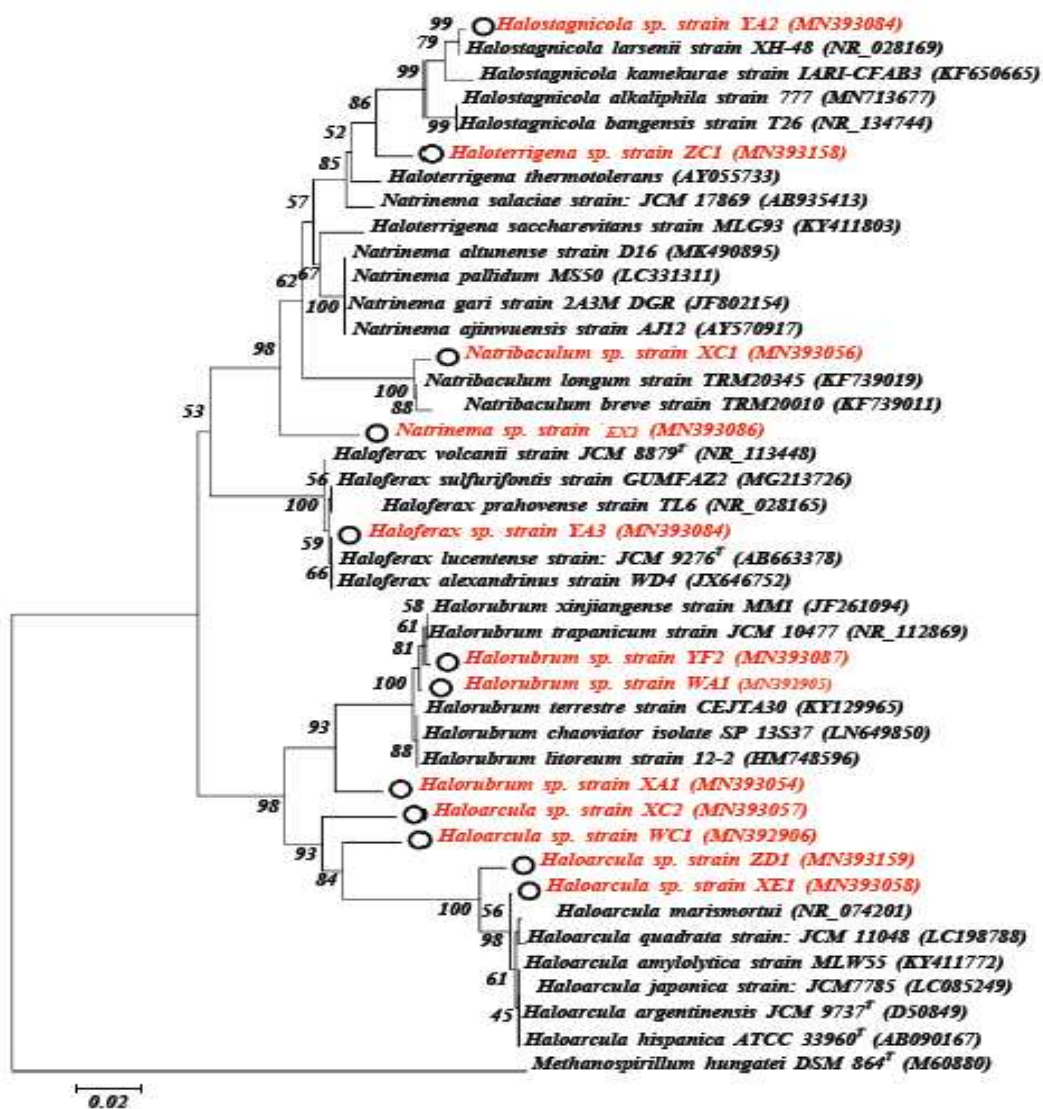 99 Halostagnicola sp. strain YA2 (MN393084)
79 Halostagnicola larsenii strain XH-48 (NR_028169)
99 Halostagnicola kamekurae strain IARI-CFAB3 (KF650665)
86 Halostagnicola alkaliphila strain 777 (MN713677)
99 Halostagnicola bangensis strain T26 (NR_134744)
52
Haloterrigena sp. strain ZC1 (MN393158)
85 Haloterrigena thermotolerans (AY055733)
57 Natrinema salaciae strain: JCM 17869 (AB935413)
Haloterrigena saccharevitans strain MLG93 (KY411803)
Natrinema altunense strain D16 (MK490895)
62 67 Natrinema pallidum MS50 (LC331311)
100 Natrinema gari strain 2A3M DGR (JF802154)
Natrinema ajinwuensis strain AJ12 (AY570917)
98 Natribaculum sp. strain XC1 (MN393056)
100 Natribaculum longum strain TRM20345 (KF739019)
53 88 Natribaculum breve strain TRM20010 (KF739011)
Natrinema sp. strain EX2 (MN393086)
Haloferax volcanii strain JCM 8879T (NR_113448)
56 Haloferax sulfurifontis strain GUMFAZ2 (MG213726)
100 Haloferax prahovense strain TL6 (NR_028165)
Haloferax sp. strain YA3 (MN393084)
59 Haloferax lucentense strain: JCM 9276T (AB663378)
66 Haloferax alexandrinus strain WD4 (JX646752)
58 Halorubrum xinjiangense strain MM1 (JF261094)
61 Halorubrum trapanicum strain JCM 10477 (NR_112869)
81 Halorubrum sp. strain YF2 (MN393087)
100 Halorubrum sp. strain WA1 (MN392905)
Halorubrum terrestre strain CEJTA30 (KY129965)
93 Halorubrum chaoviator isolate SP 13S37 (LN649850)
88 Halorubrum litoreum strain 12-2 (HM748596)
Halorubrum sp. strain XA1 (MN393054)
98 Haloarcula sp. strain XC2 (MN393057)
Haloarcula sp. strain WC1 (MN392906)
93 Haloarcula sp. strain ZD1 (MN393159)
84 Haloarcula sp. strain XE1 (MN393058)
100 56 Haloarcula marismortui (NR_074201)
98 Haloarcula quadrata strain: JCM 11048 (LC198788)
Haloarcula amylolytica strain MLW55 (KY411772)
61 Haloarcula japonica strain: JCM7785 (LC085249)
45 Haloarcula argentinensis JCM 9737T (D50849)
Haloarcula hispanica ATCC 33960T (AB090167)
Methanospirillum hungatei DSM 864T (M60880)
0.02